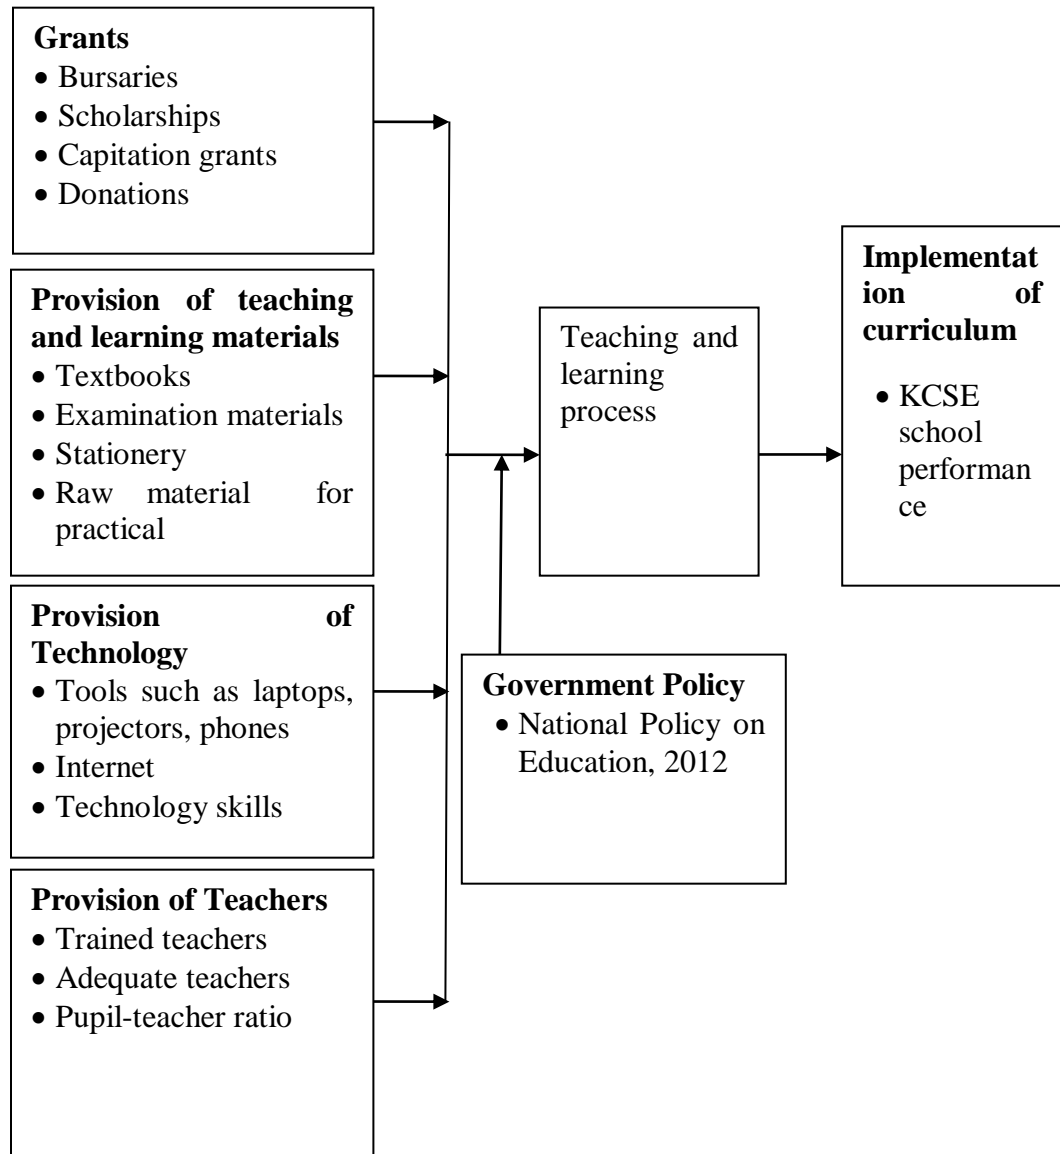 Grants
• Bursaries
• Scholarships
• Capitation grants
• Donations
Provision of teaching
and learning materials
• Textbooks
• Examination materials
• Stationery
• Raw material for
practical
Provision of
Technology
• Tools such as laptops,
projectors, phones
• Internet
• Technology skills
Provision of Teachers
• Trained teachers
• Adequate teachers
• Pupil-teacher ratio
Government Policy
• National Policy on
Education, 2012
Teaching and
learning
process
Implementat
ion of
curriculum
• KCSE
school
performan
ce